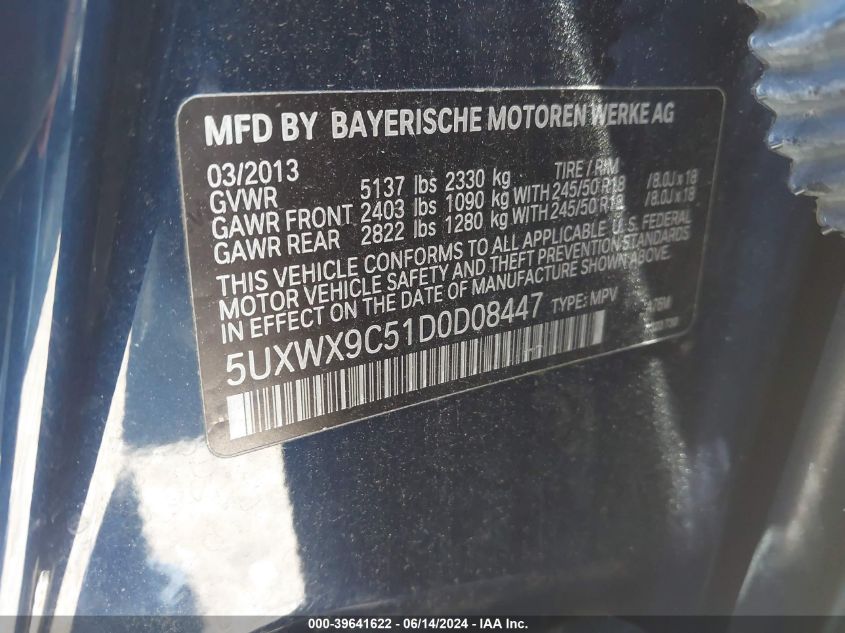 MFD BY BAYERISCHE MOTOREN WERKE AG
03/2013 TIRE / RIM
GVWR 5137 lbs 2330 kg
GAWR FRONT 2403 lbs 1090 kg WITH 245/50 R18 /8.0J x 18
GAWR REAR 2822 lbs 1280 kg WITH 245/50 R18 /8.0J x 18
THIS VEHICLE CONFORMS TO ALL APPLICABLE U.S. FEDERAL
MOTOR VEHICLE SAFETY AND THEFT PREVENTION STANDARDS
IN EFFECT ON THE DATE OF MANUFACTURE SHOWN ABOVE.
5UXWX9C51D0D08447 TYPE: MPV
000-39641622 / 06/14/2024 / IAA Inc.